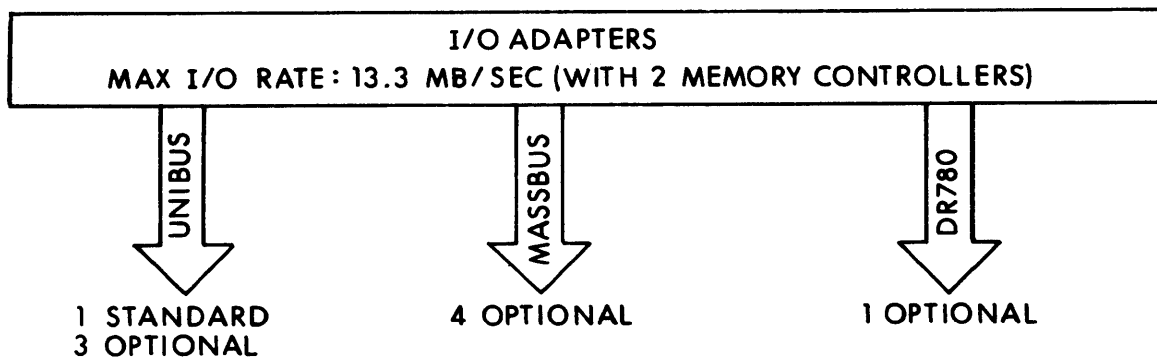 I/O ADAPTERS
MAX I/O RATE: 13.3 MB/SEC (WITH 2 MEMORY CONTROLLERS)
UNIBUS
MASSBUS
DR780
1 STANDARD
3 OPTIONAL
4 OPTIONAL
1 OPTIONAL